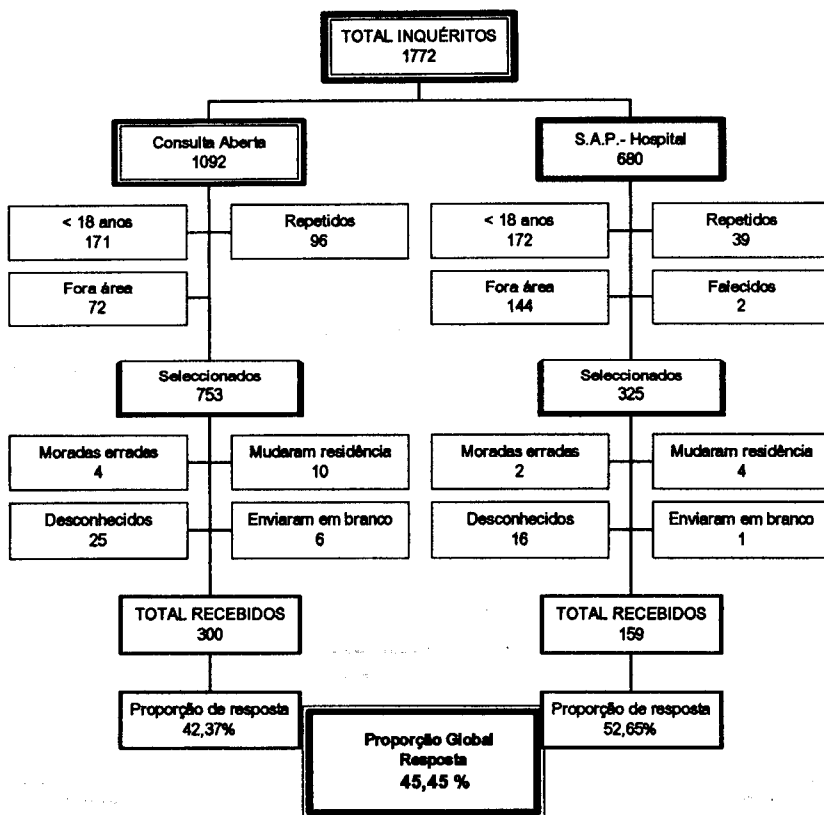 TOTAL INQUÉRITOS
1772
Consulta Aberta
1092
S.A.P.- Hospital
680
< 18 anos
171
Repetidos
96
< 18 anos
172
Repetidos
39
Fora área
72
Fora área
144
Falecidos
2
Seleccionados
753
Seleccionados
325
Moradas erradas
4
Mudaram residência
10
Moradas erradas
2
Mudaram residência
4
Desconhecidos
25
Enviaram em branco
6
Desconhecidos
16
Enviaram em branco
1
TOTAL RECEBIDOS
300
TOTAL RECEBIDOS
159
Proporção de resposta
42,37%
Proporção de resposta
52,65%
Proporção Global
Resposta
45,45 %